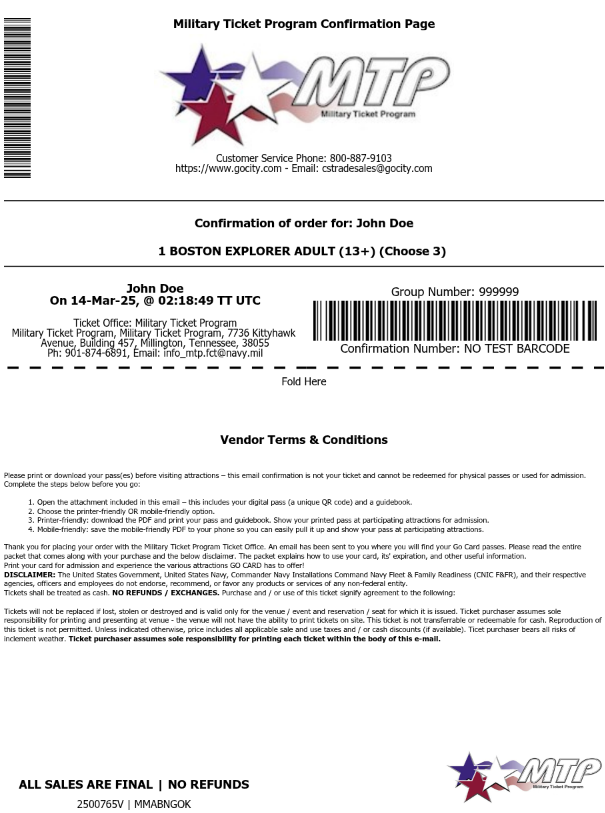 Military Ticket Program Confirmation Page
MTP
Military Ticket Program
Customer Service Phone: 800-887-9103
https://www.gocity.com - Email: cstradesales@gocity.com
Confirmation of order for: John Doe
1 BOSTON EXPLORER ADULT (13+) (Choose 3)
John Doe
On 14-Mar-25, @ 02:18:49 TT UTC
Ticket Office: Military Ticket Program
Military Ticket Program, Military Ticket Program, 7736 Kittyhawk
Avenue, Building 457, Millington, Tennessee, 38055
Ph: 901-874-6891, Email: info_mtp.fct@navy.mil
Group Number: 999999
Confirmation Number: NO TEST BARCODE
Fold Here
Vendor Terms & Conditions
Please print or download your pass(es) before visiting attractions – this email confirmation is not your ticket and cannot be redeemed for physical passes or used for admission.
Complete the steps below before you go:
1. Open the attachment included in this email – this includes your digital pass (a unique QR code) and a guidebook.
2. Choose the printer-friendly OR mobile-friendly option.
3. Printer-friendly: download the PDF and print your pass and guidebook. Show your printed pass at participating attractions for admission.
4. Mobile-friendly: save the mobile-friendly PDF to your phone so you can easily pull it up and show your pass at participating attractions.
Thank you for placing your order with the Military Ticket Program Ticket Office. An email has been sent to you where you will find your Go Card passes. Please read the entire
packet that comes along with your purchase and the below disclaimer. The packet explains how to use your card, its' expiration, and other useful information.
Print your card for admission and experience the various attractions GO CARD has to offer!
DISCLAIMER: The United States Government, United States Navy, Commander Navy Installations Command Navy Fleet & Family Readiness (CNIC F&FR), and their respective
agencies, officers and employees do not endorse, recommend, or favor any products or services of any non-federal entity.
Tickets shall be treated as cash. NO REFUNDS / EXCHANGES. Purchase and / or use of this ticket signify agreement to the following:
Tickets will not be replaced if lost, stolen or destroyed and is valid only for the venue / event and reservation / seat for which it is issued. Ticket purchaser assumes sole
responsibility for printing and presenting at venue - the venue will not have the ability to print tickets on site. This ticket is not transferrable or redeemable for cash. Reproduction of
this ticket is not permitted. Unless indicated otherwise, price includes all applicable sale and use taxes and / or cash discounts (if available). Ticet purchaser bears all risks of
inclement weather. Ticket purchaser assumes sole responsibility for printing each ticket within the body of this e-mail.
ALL SALES ARE FINAL | NO REFUNDS
2500765V | MMABNGOK
MTP
Military Ticket Program